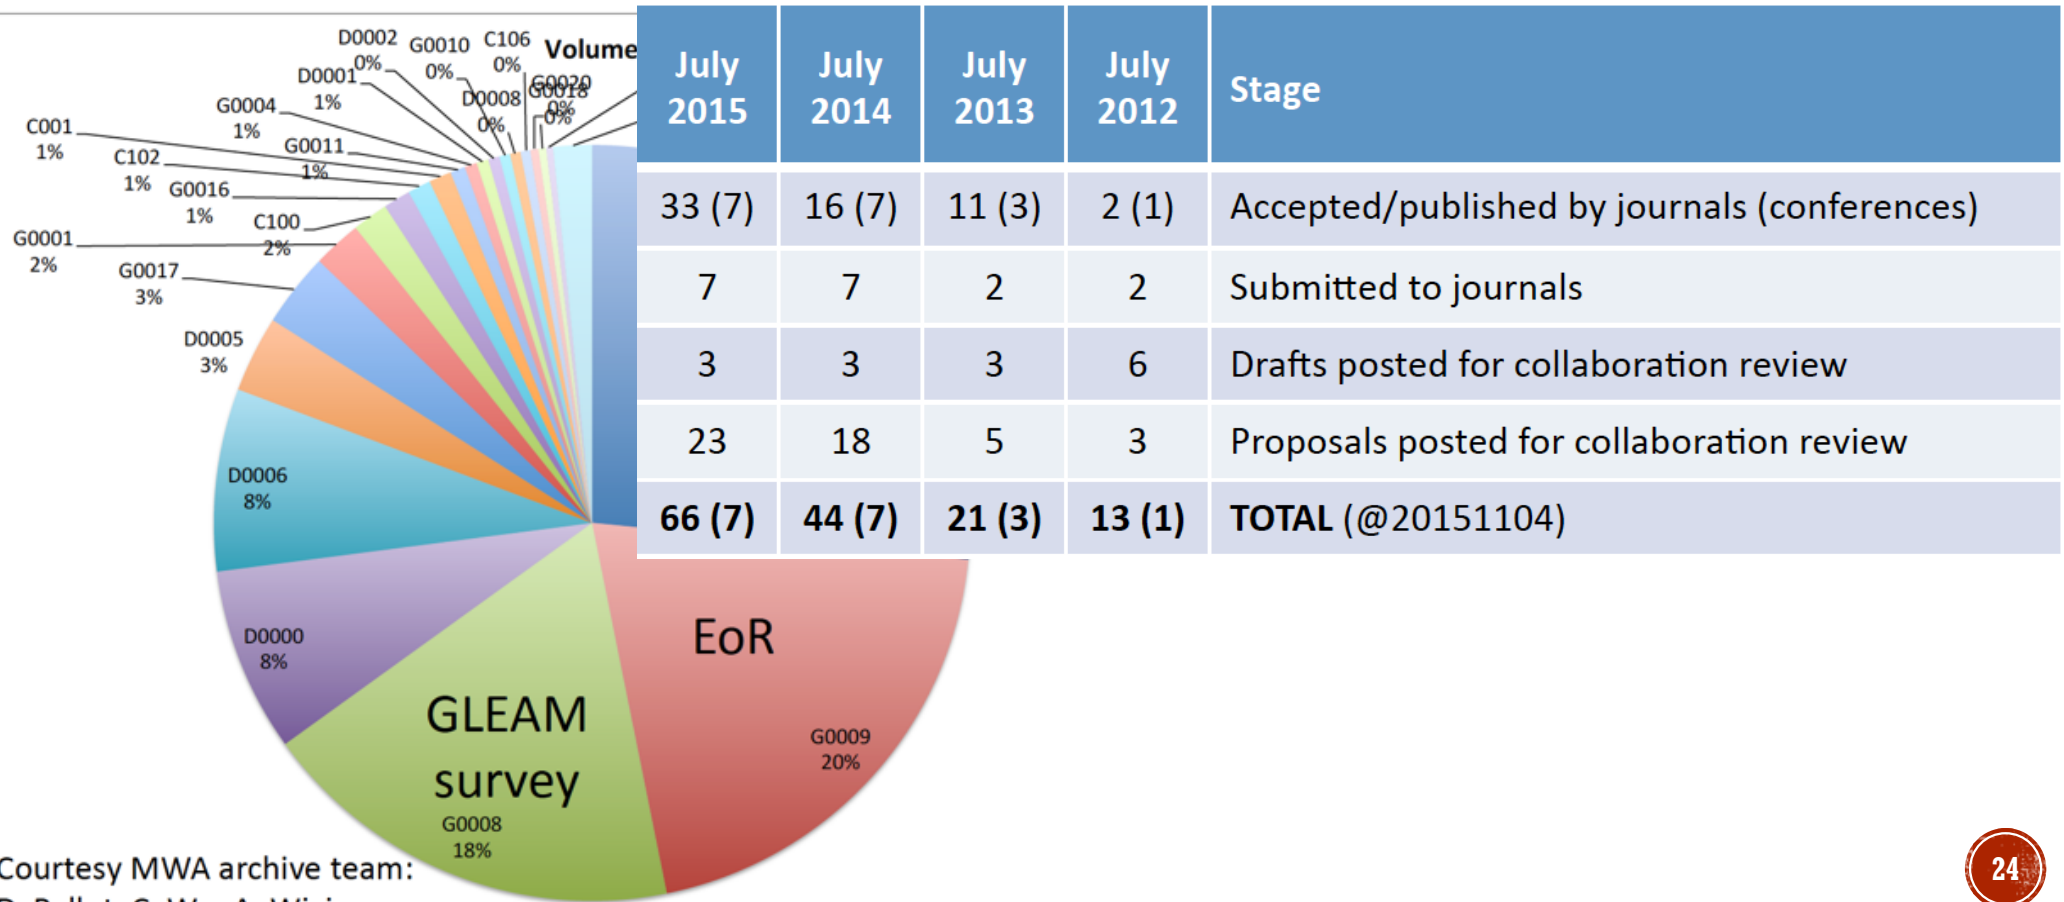 D0002
0%
G0010
0%
C106
0%
Volume
D0001
1%
G0020
0%
G0018
0%
D0008
0%
G0004
1%
C001
1%
G0011
1%
C102
1%
G0016
1%
C100
2%
G0001
2%
G0017
3%
D0005
3%
D0006
8%
D0000
8%
GLEAM
survey
G0008
18%
EoR
G0009
20%
July 2015 July 2014 July 2013 July 2012 Stage
33 (7) 16 (7) 11 (3) 2 (1) Accepted/published by journals (conferences)
7 7 2 2 Submitted to journals
3 3 3 6 Drafts posted for collaboration review
23 18 5 3 Proposals posted for collaboration review
66 (7) 44 (7) 21 (3) 13 (1) TOTAL (@20151104)
Courtesy MWA archive team:
24